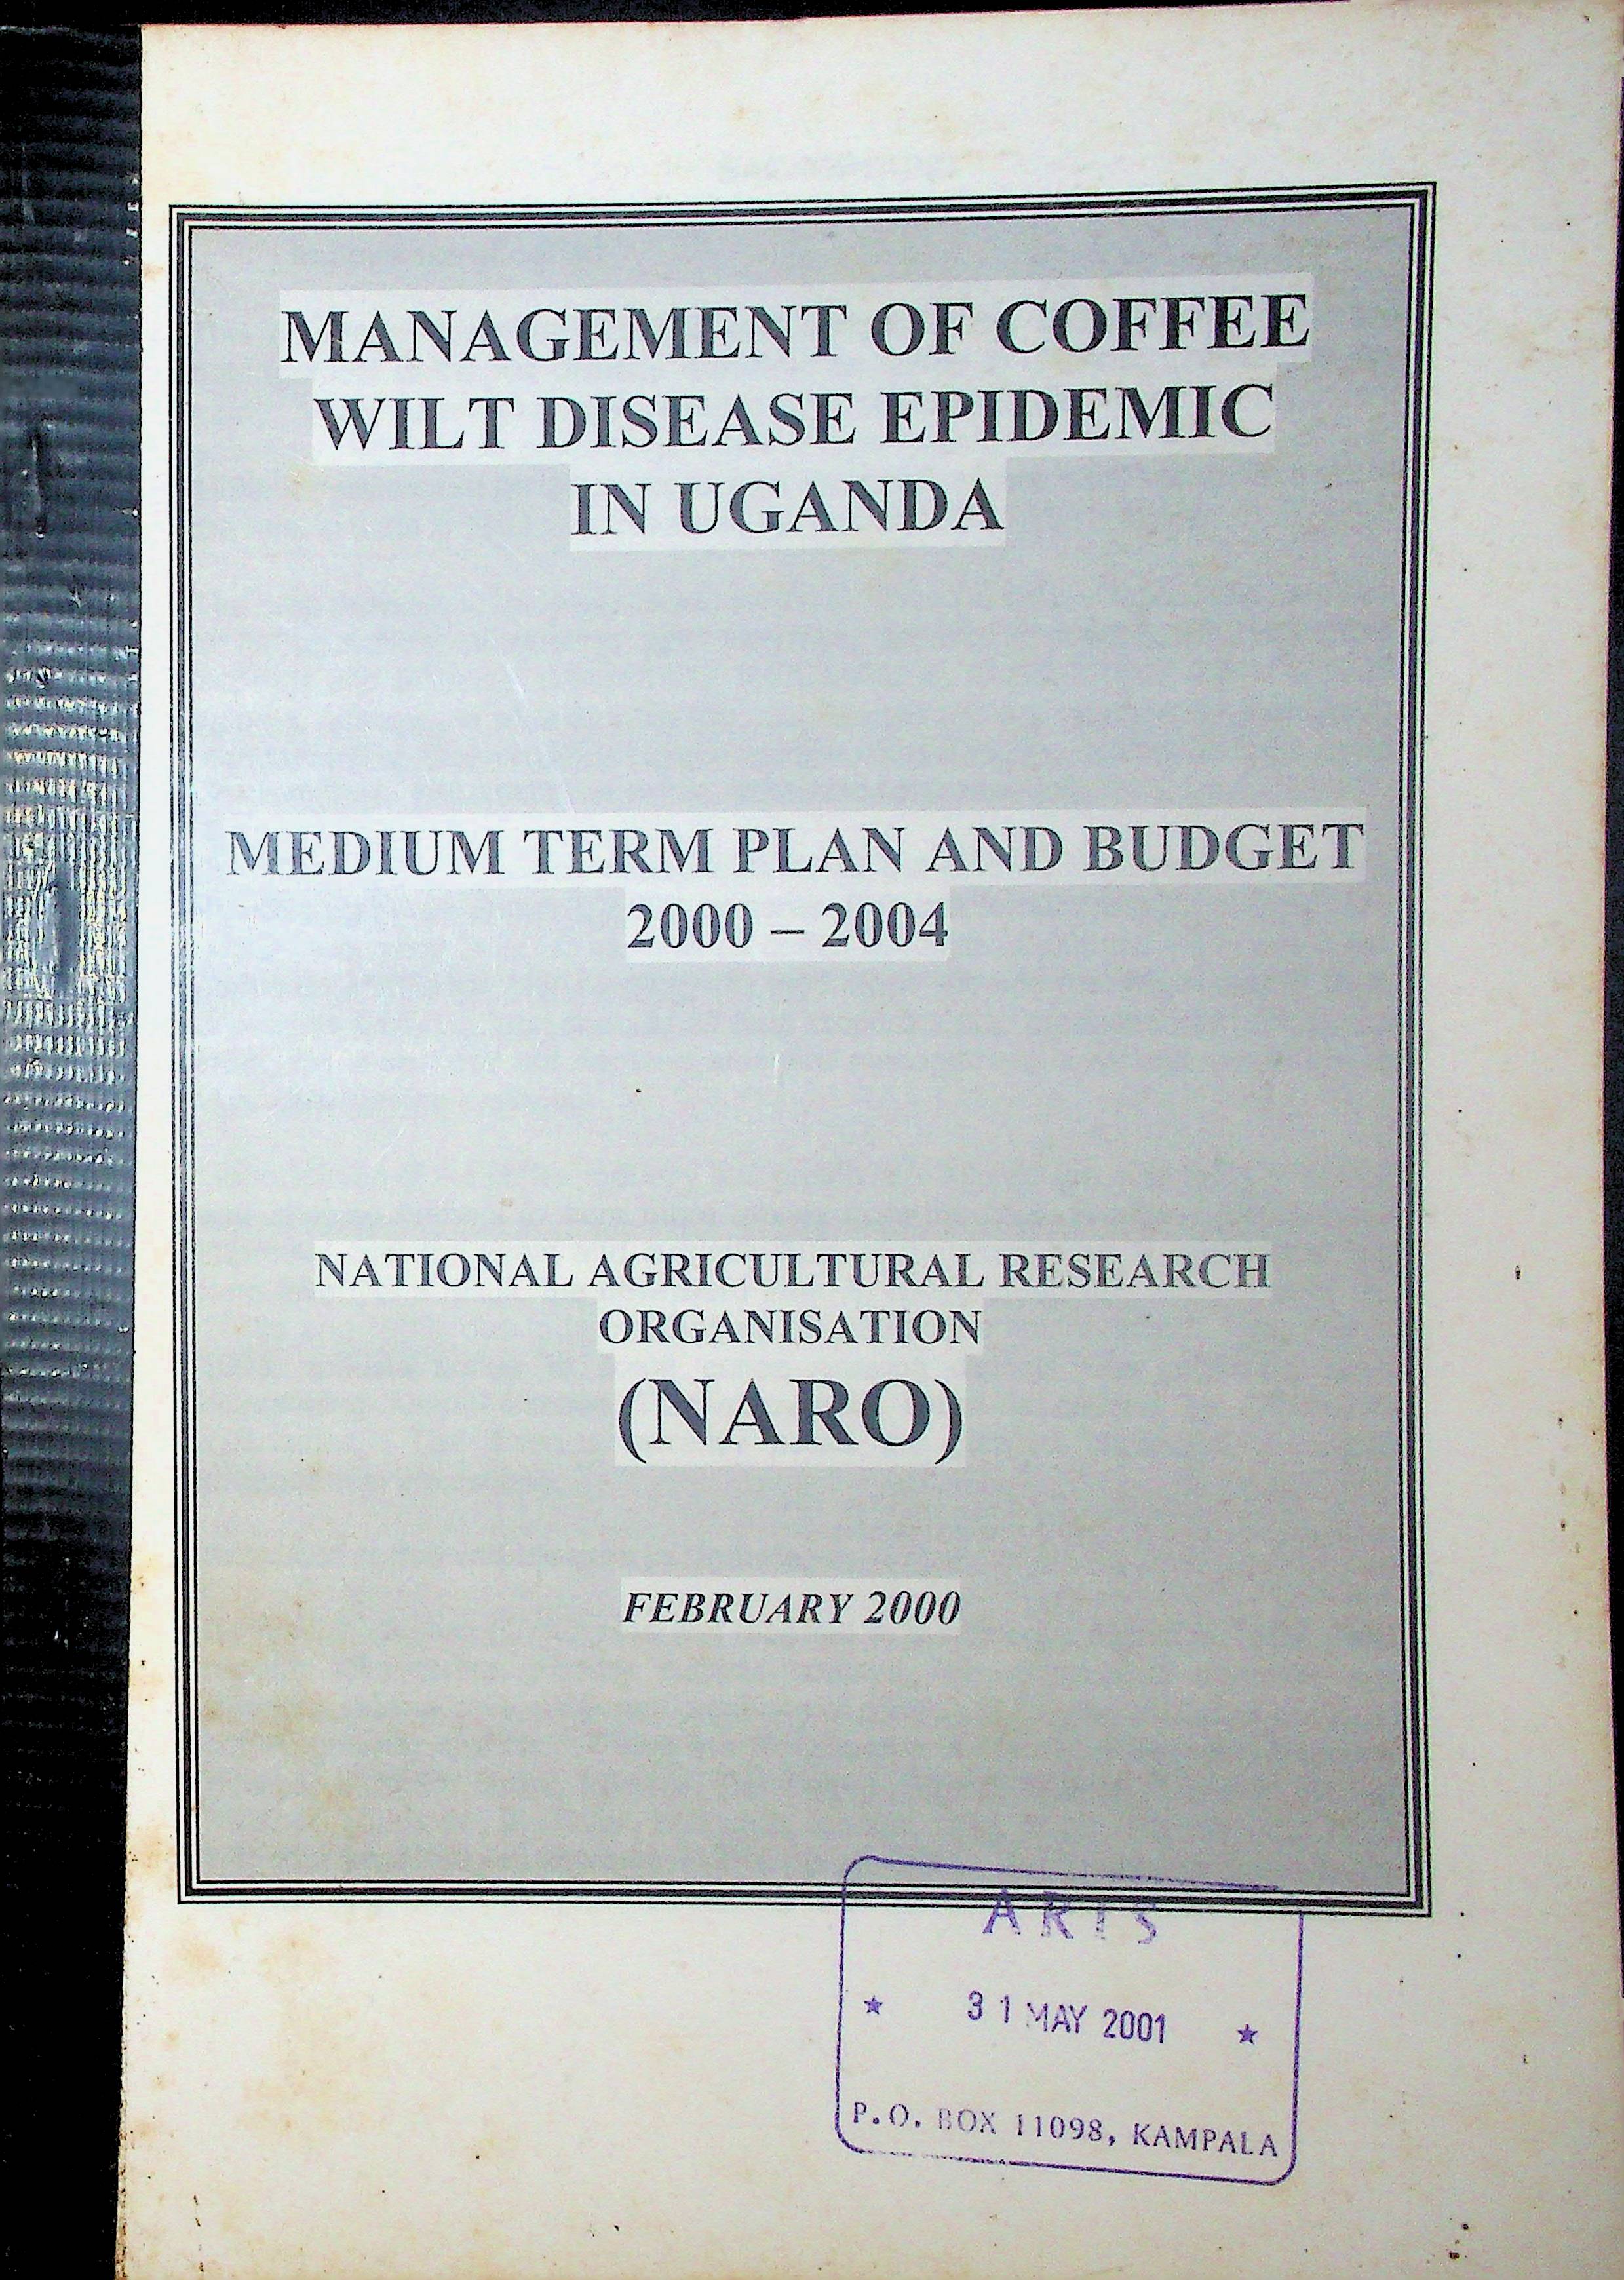 MANAGEMENT OF COFFEE
WILT DISEASE EPIDEMIC
IN UGANDA
MEDIUM TERM PLAN AND BUDGET
2000 – 2004
NATIONAL AGRICULTURAL RESEARCH
ORGANISATION
(NARO)
FEBRUARY 2000
ARIS
★ 31 MAY 2001 ★
P.O. BOX 11098, KAMPALA